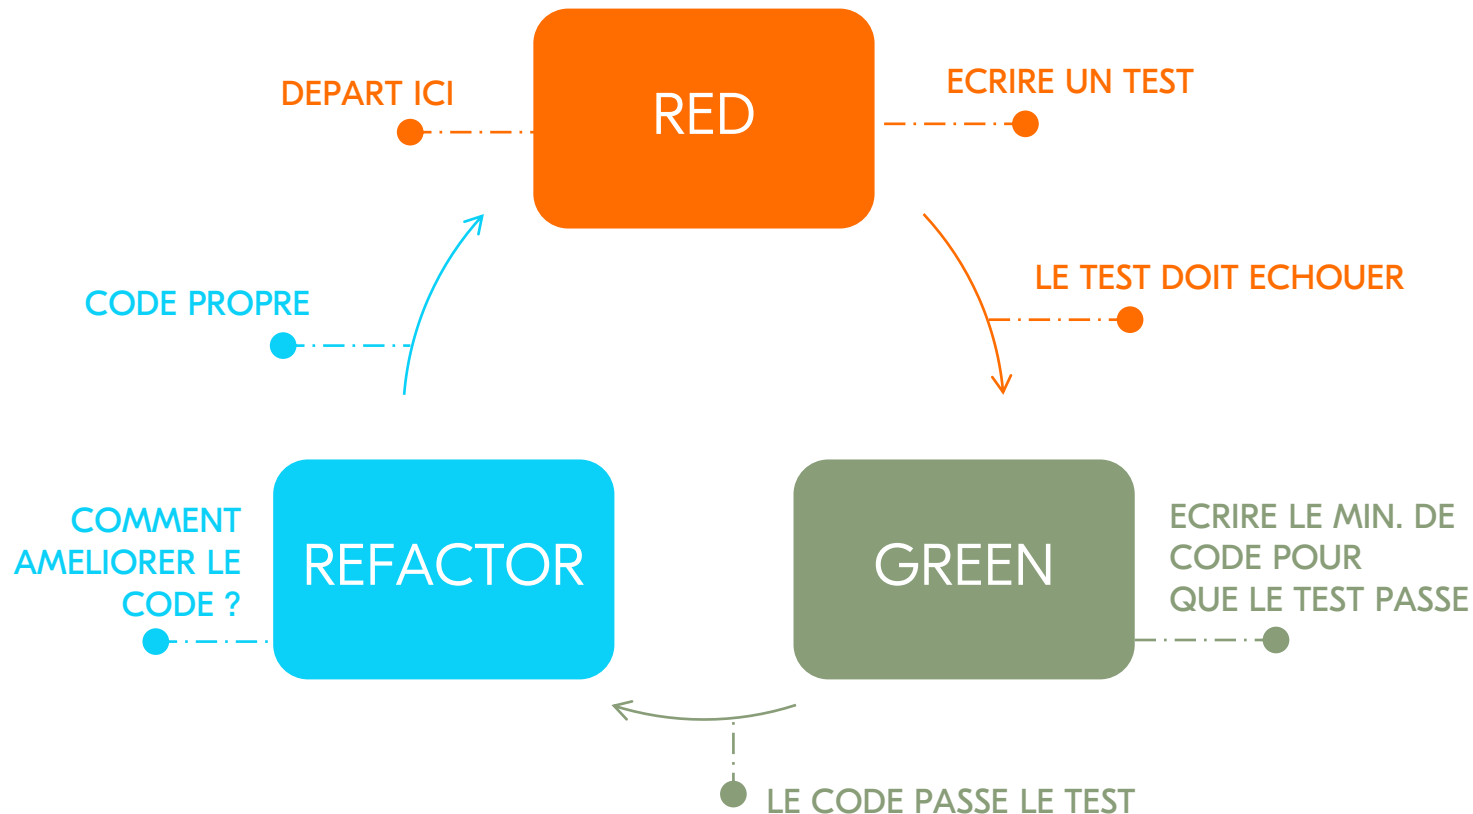 DEPART ICI
RED
ECRIRE UN TEST
LE TEST DOIT ECHOUER
CODE PROPRE
COMMENT
AMELIORER LE
CODE ?
REFACTOR
GREEN
ECRIRE LE MIN. DE
CODE POUR
QUE LE TEST PASSE
LE CODE PASSE LE TEST